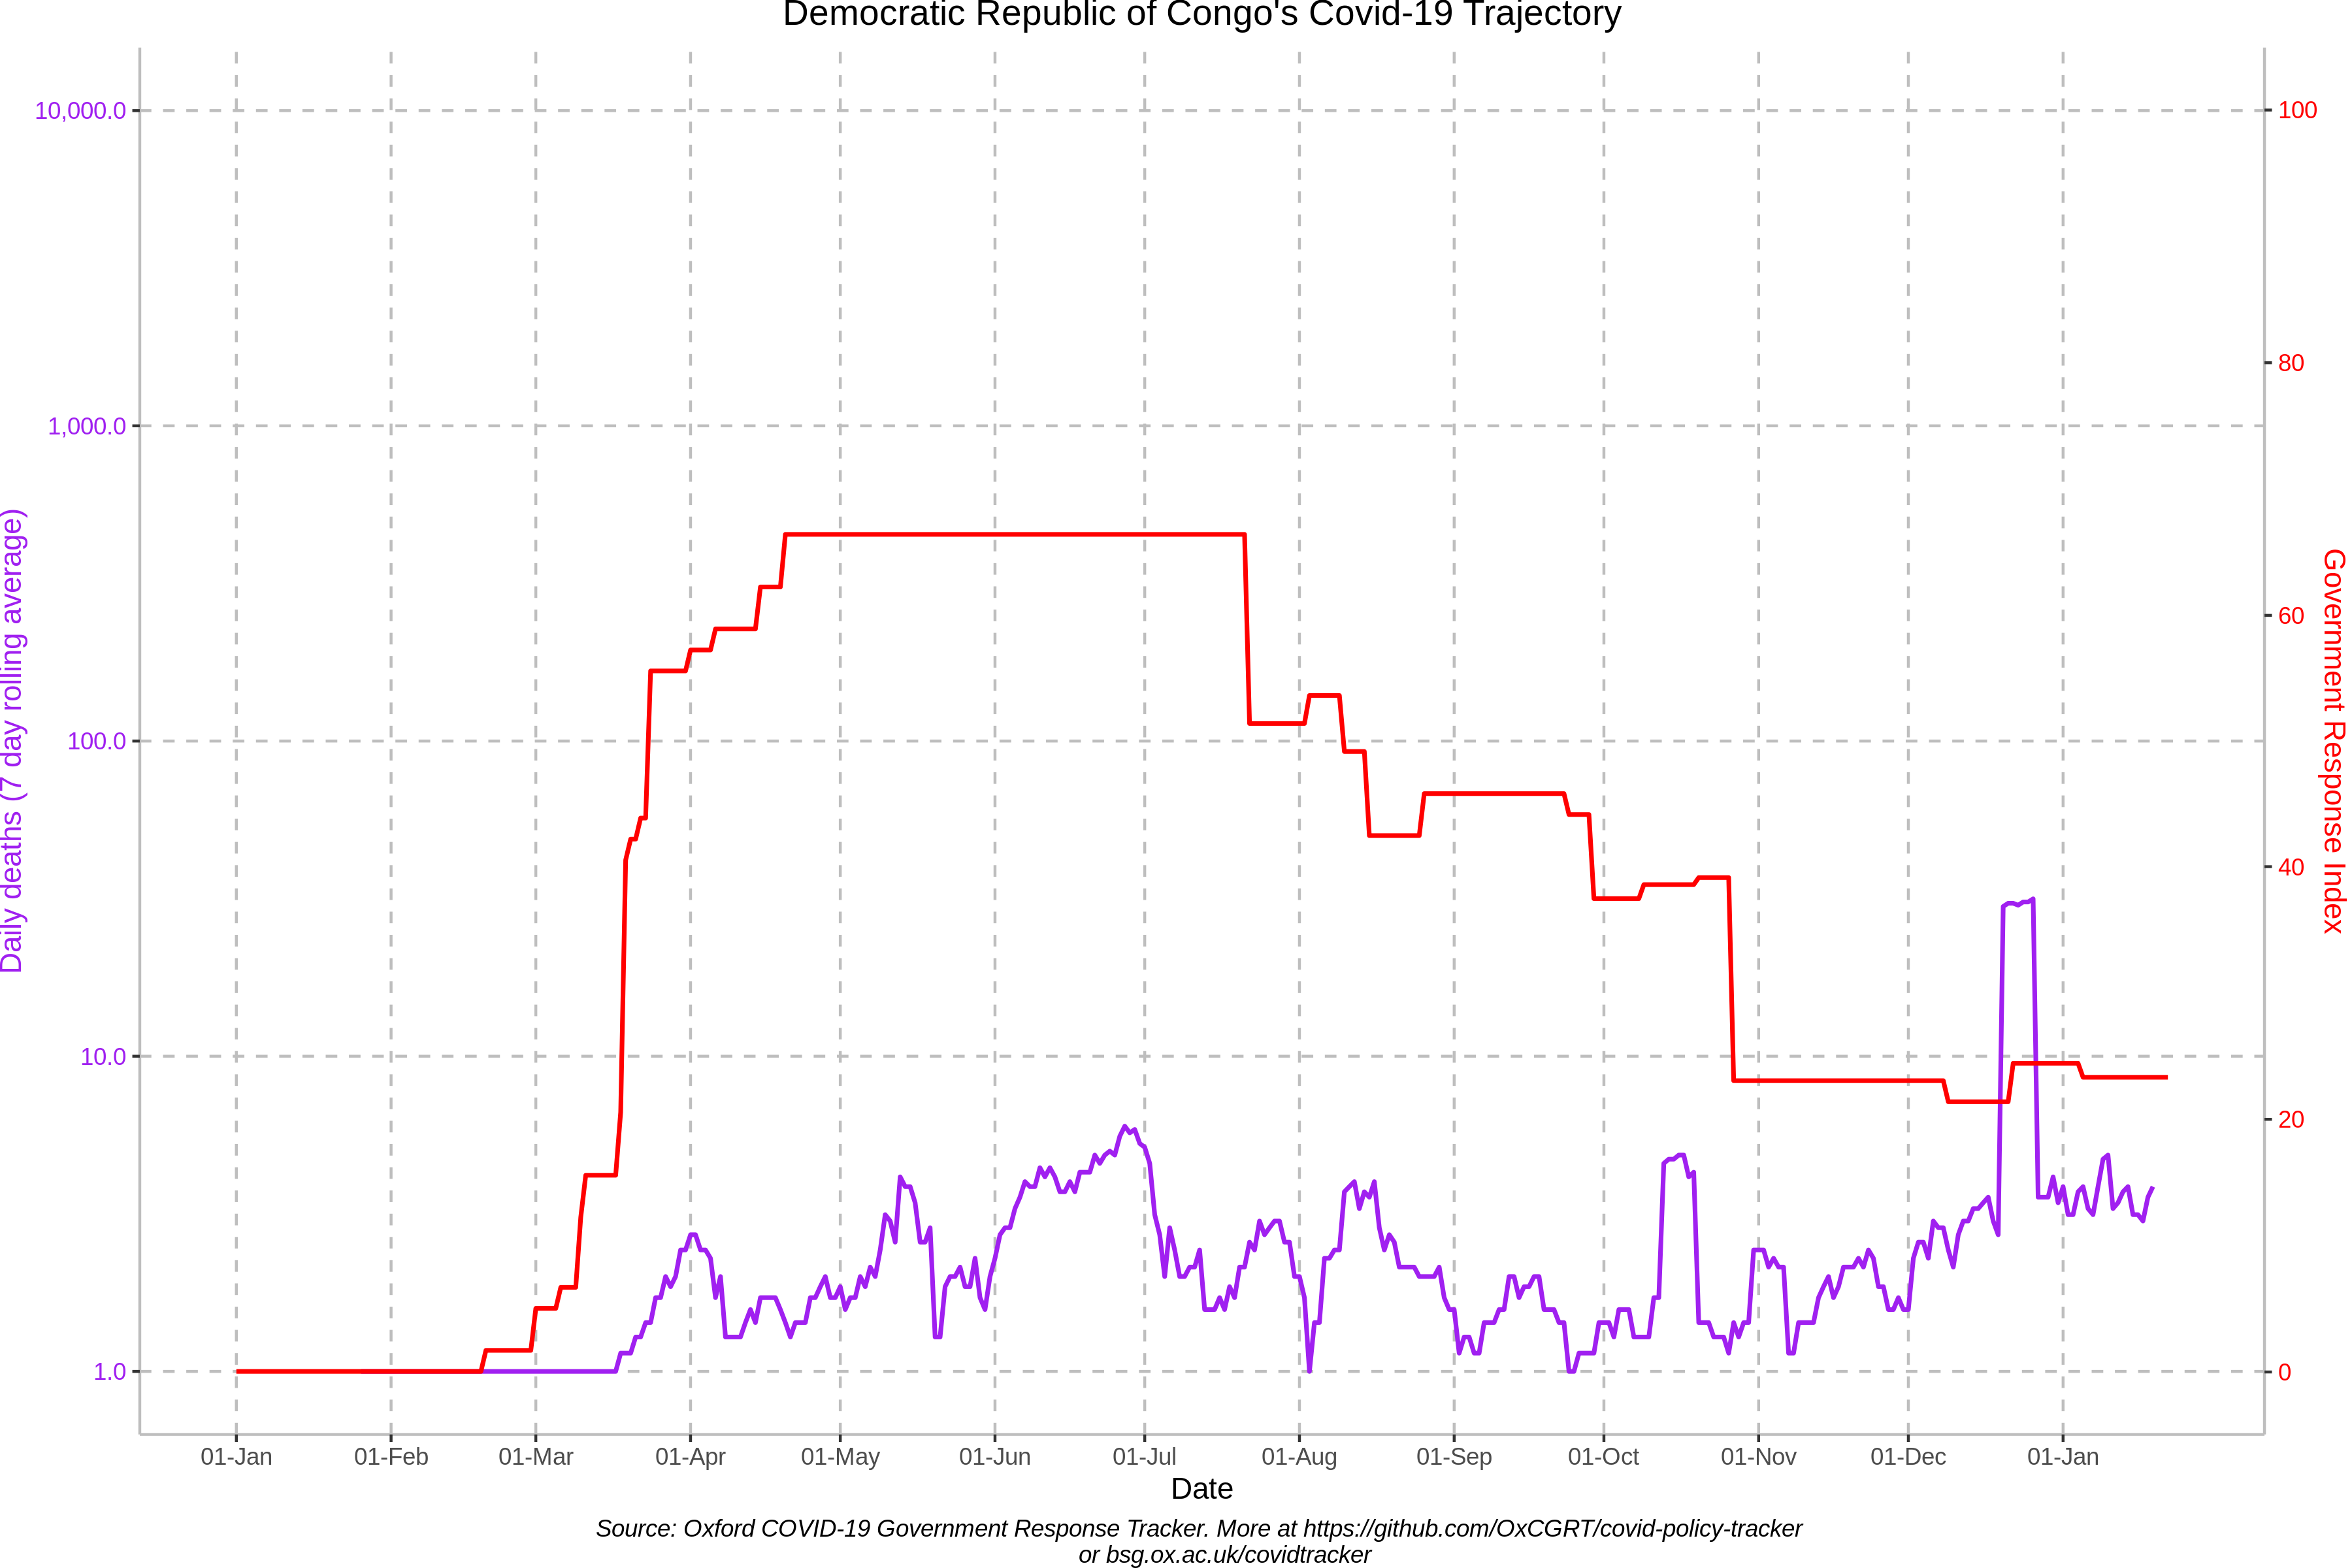 Democratic Republic of Congo's Covid-19 Trajectory
Daily deaths (7 day rolling average)
10,000.0
1,000.0
100.0
10.0
1.0
100
80
60
40
20
0
Government Response Index
01-Jan 01-Feb 01-Mar 01-Apr 01-May 01-Jun 01-Jul 01-Aug 01-Sep 01-Oct 01-Nov 01-Dec 01-Jan
Date
Source: Oxford COVID-19 Government Response Tracker. More at https://github.com/OxCGRT/covid-policy-tracker
or bsg.ox.ac.uk/covidtracker